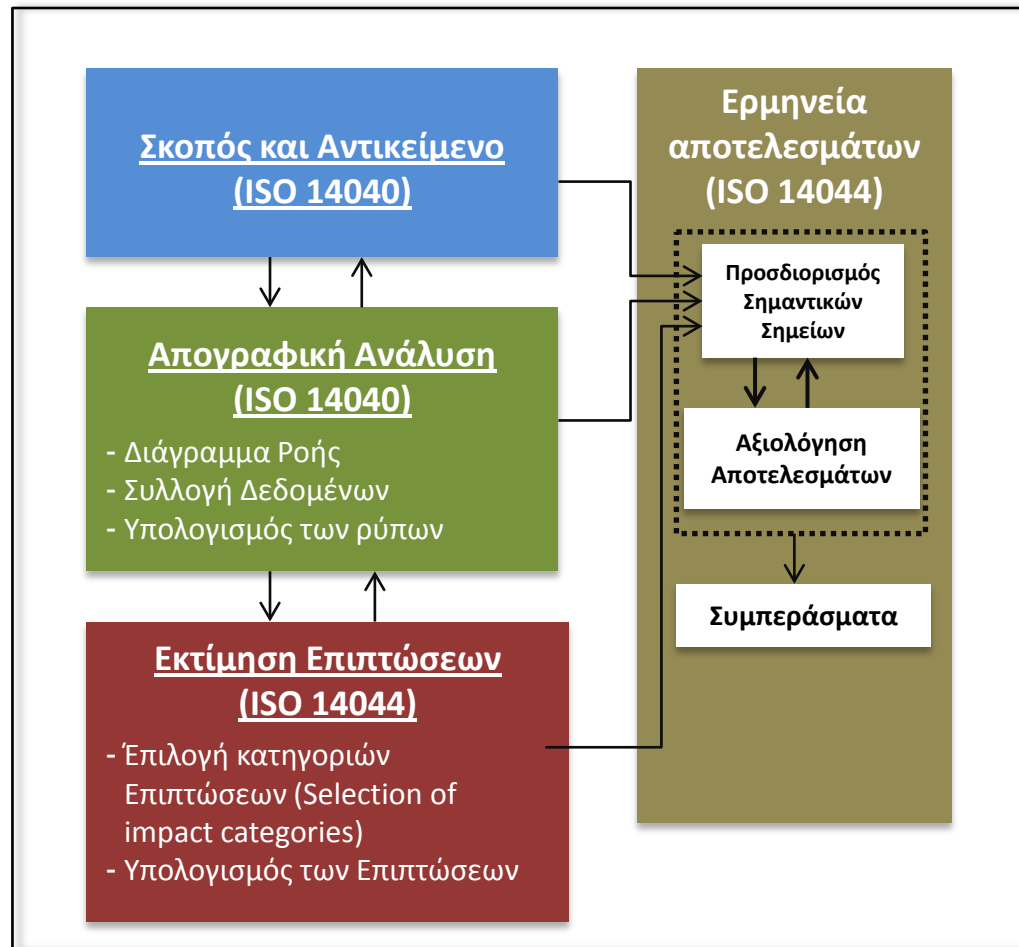 Σκοπός και Αντικείμενο
(ISO 14040)
Απογραφική Ανάλυση
(ISO 14040)
- Διάγραμμα Ροής
- Συλλογή Δεδομένων
- Υπολογισμός των ρύπων
Εκτίμηση Επιπτώσεων
(ISO 14044)
- Έπιλογή κατηγοριών
Επιπτώσεων (Selection of
impact categories)
- Υπολογισμός των Επιπτώσεων
Ερμηνεία
αποτελεσμάτων
(ISO 14044)
Προσδιορισμός
Σημαντικών
Σημείων
Αξιολόγηση
Αποτελεσμάτων
Συμπεράσματα